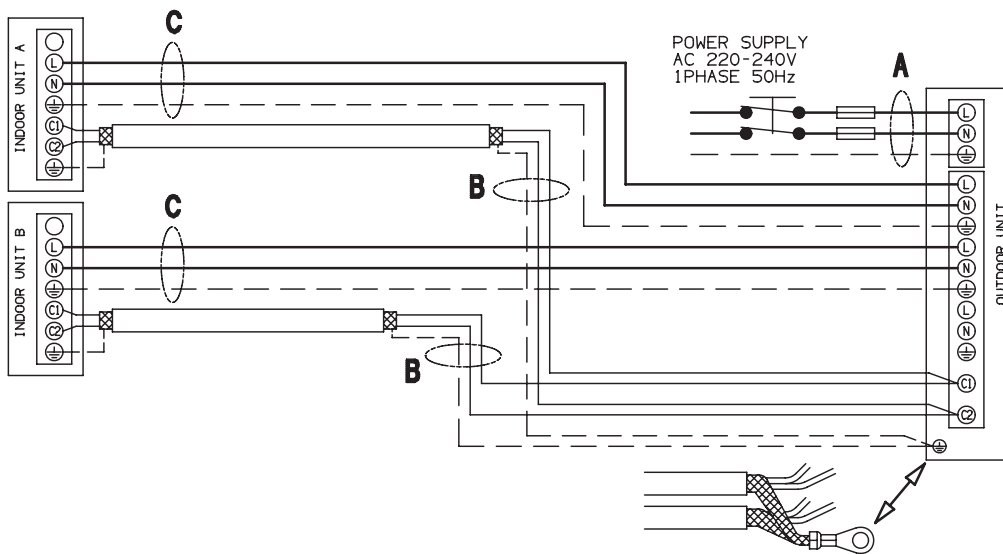 C
INDOOR UNIT A
L
N
C1
C2
POWER SUPPLY
AC 220-240V
1PHASE 50Hz
A
L
N
B
L
N
C
INDOOR UNIT B
L
N
C1
C2
L
N
L
N
C1
C2
OUTDOOR UNIT
B